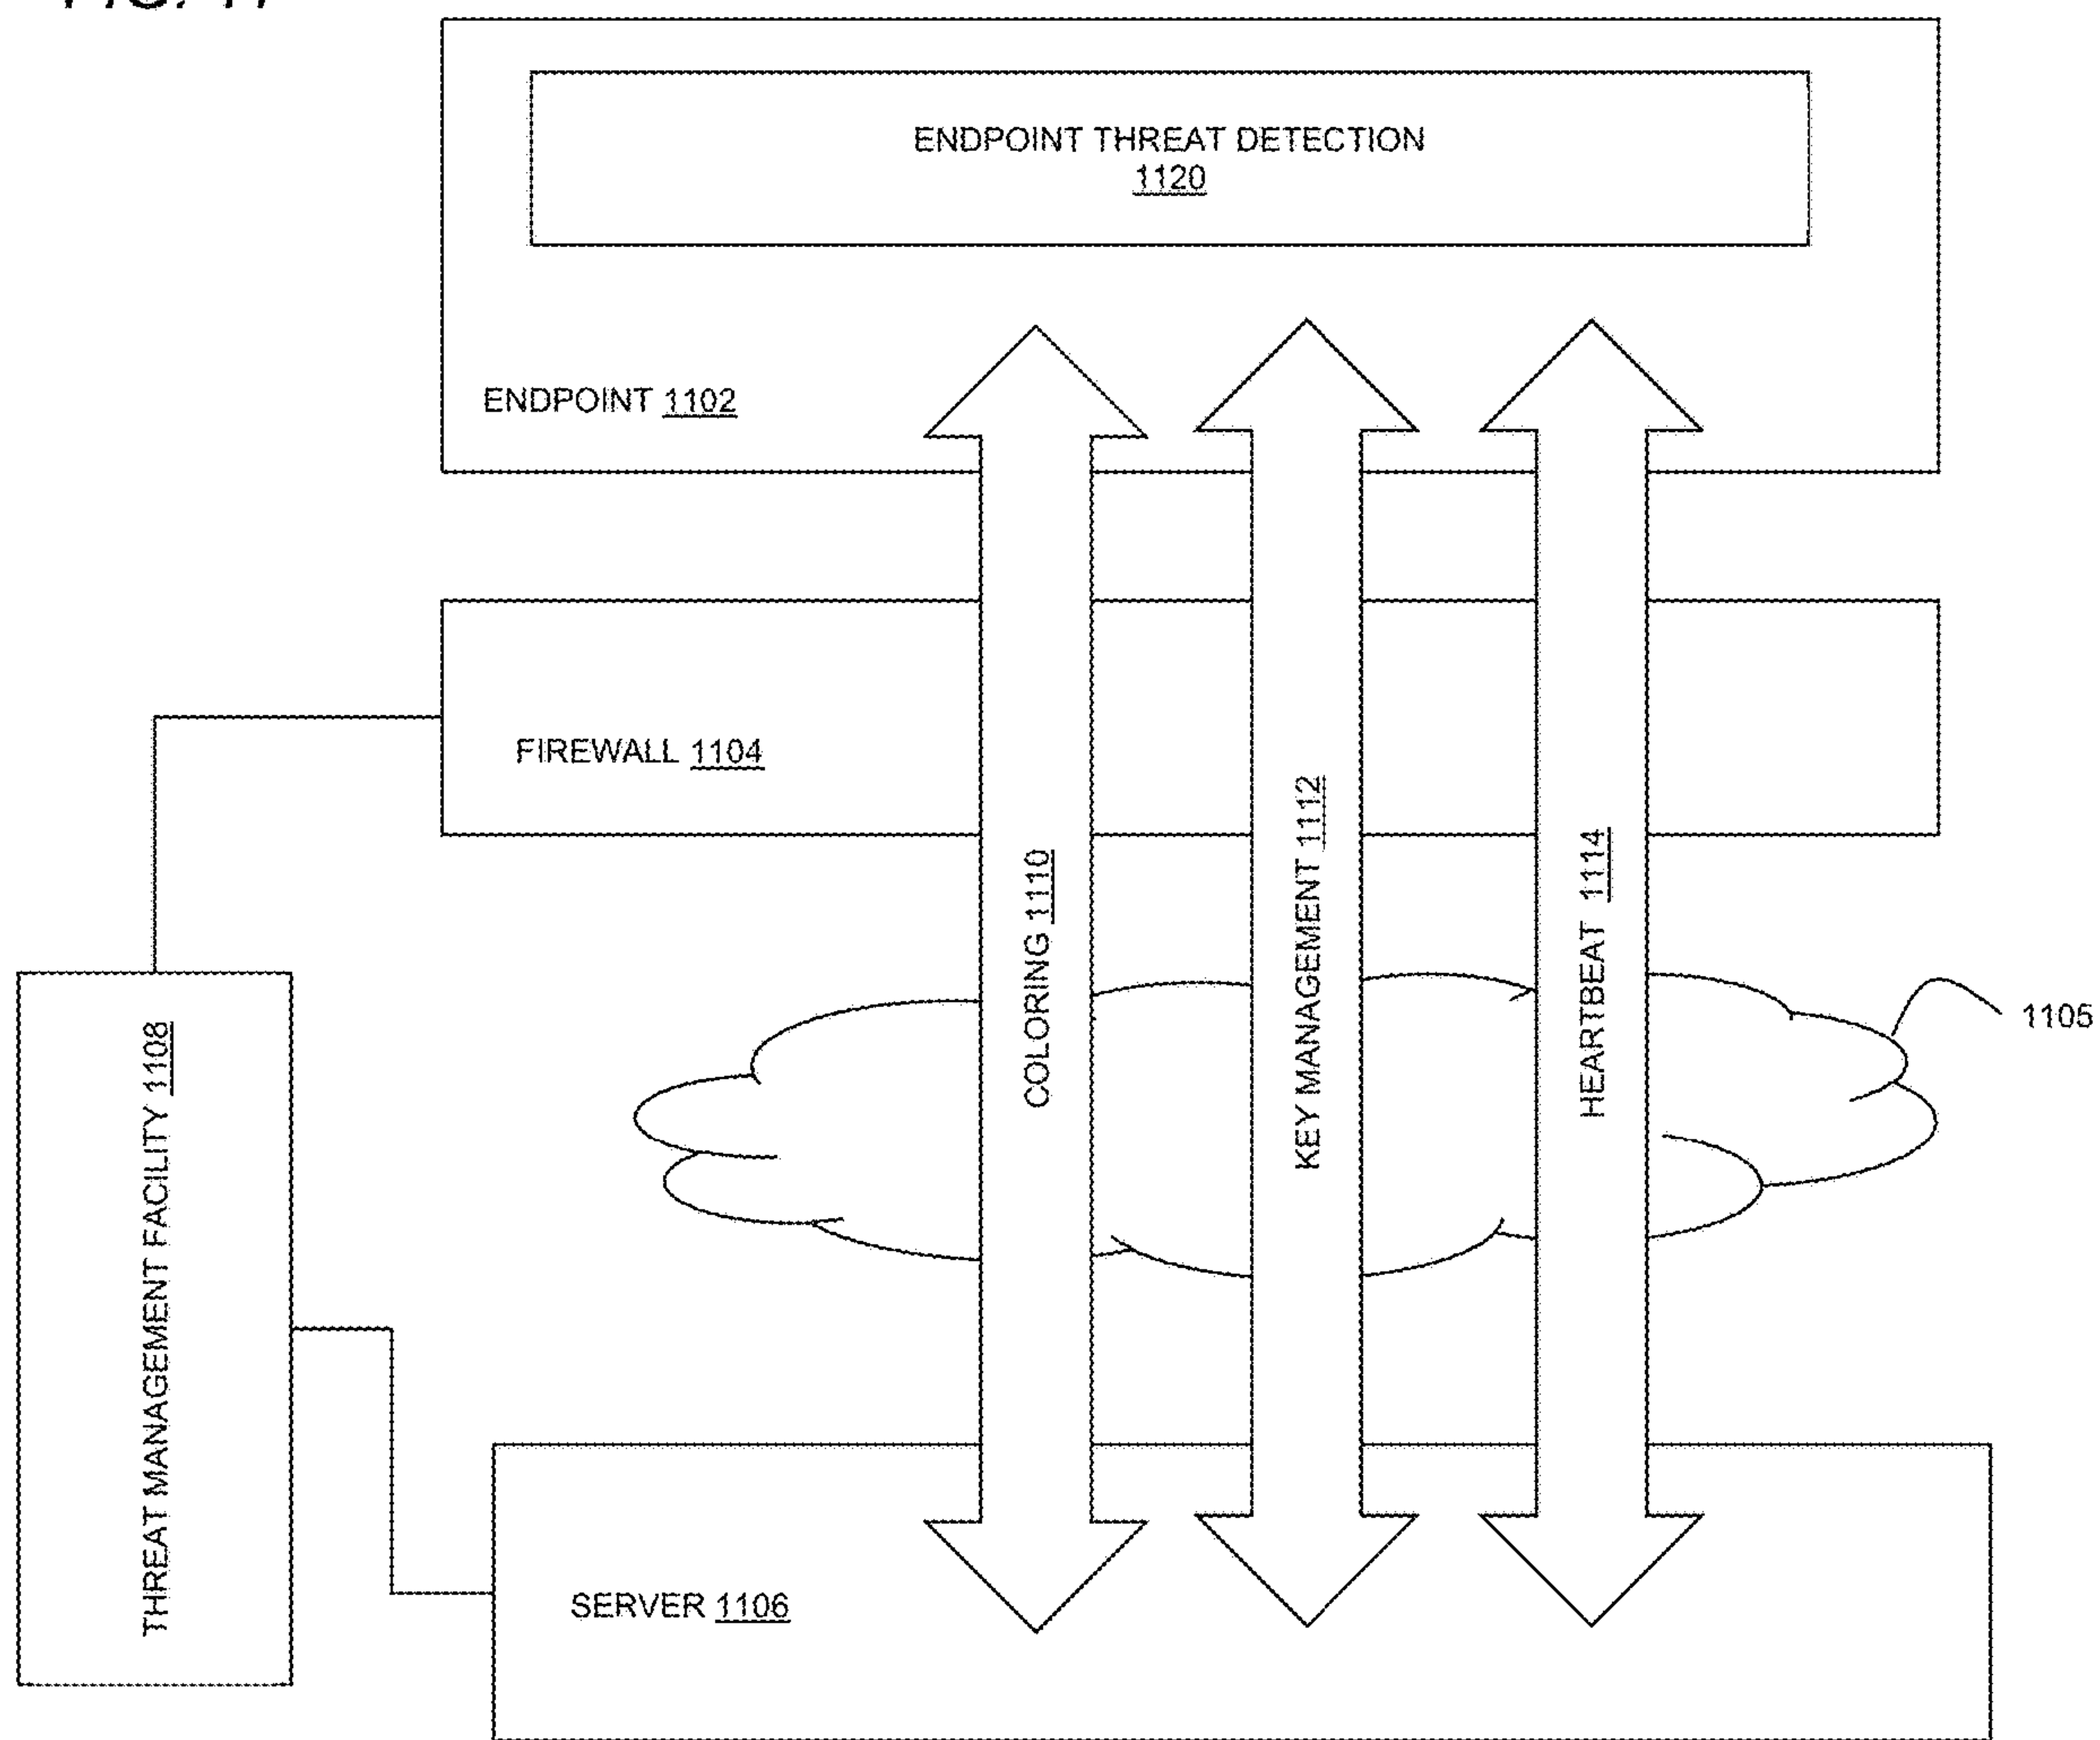 ENDPOINT THREAT DETECTION
1120
ENDPOINT 1102
FIREWALL 1104
COLORING 1110
KEY MANAGEMENT 1112
HEARTBEAT 1114
1105
THREAT MANAGEMENT FACILITY 1108
SERVER 1106